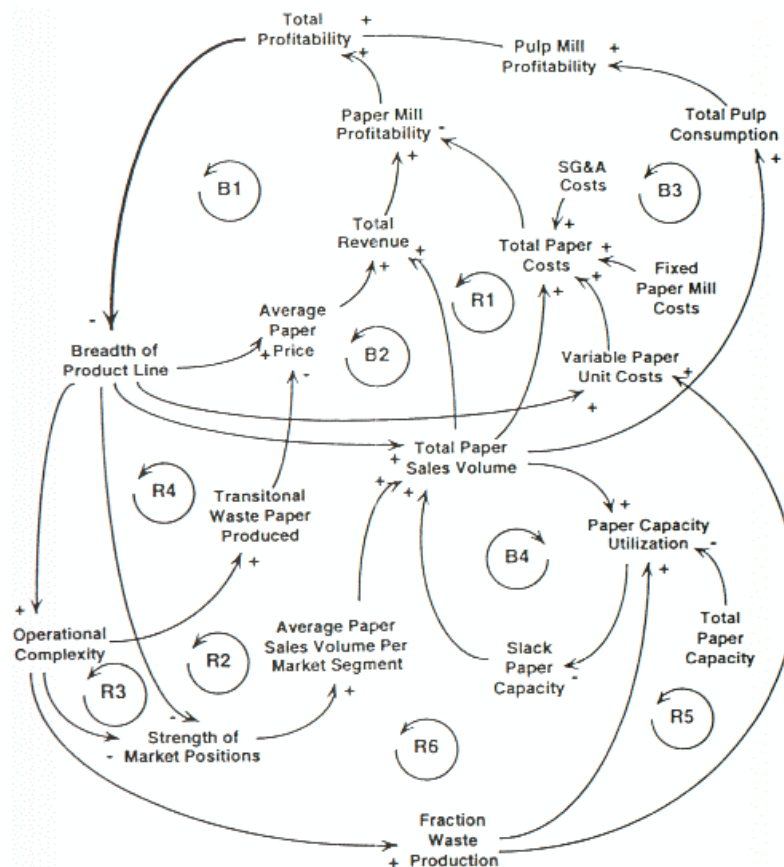 Total
Profitability
+
+
Pulp Mill
Profitability
+
Paper Mill
Profitability
-
+
Total Pulp
Consumption
+
B1
SG&A
Costs
B3
Total
Revenue
+
+
+
Total Paper
Costs
+
+
+
Fixed
Paper Mill
Costs
R1
Average
Paper
Price
+
-
B2
-
Breadth of
Product Line
Variable Paper
Unit Costs
+
+
Total Paper
Sales Volume
+
+
+
R4
Transitonal
Waste Paper
Produced
+
B4
+
Paper Capacity
Utilization
-
+
+
Operational
Complexity
R2
R3
Average Paper
Sales Volume Per
Market Segment
+
Slack
Paper
Capacity
-
Total
Paper
Capacity
-
-
Strength of
Market Positions
R6
R5
Fraction
Waste
Production
+